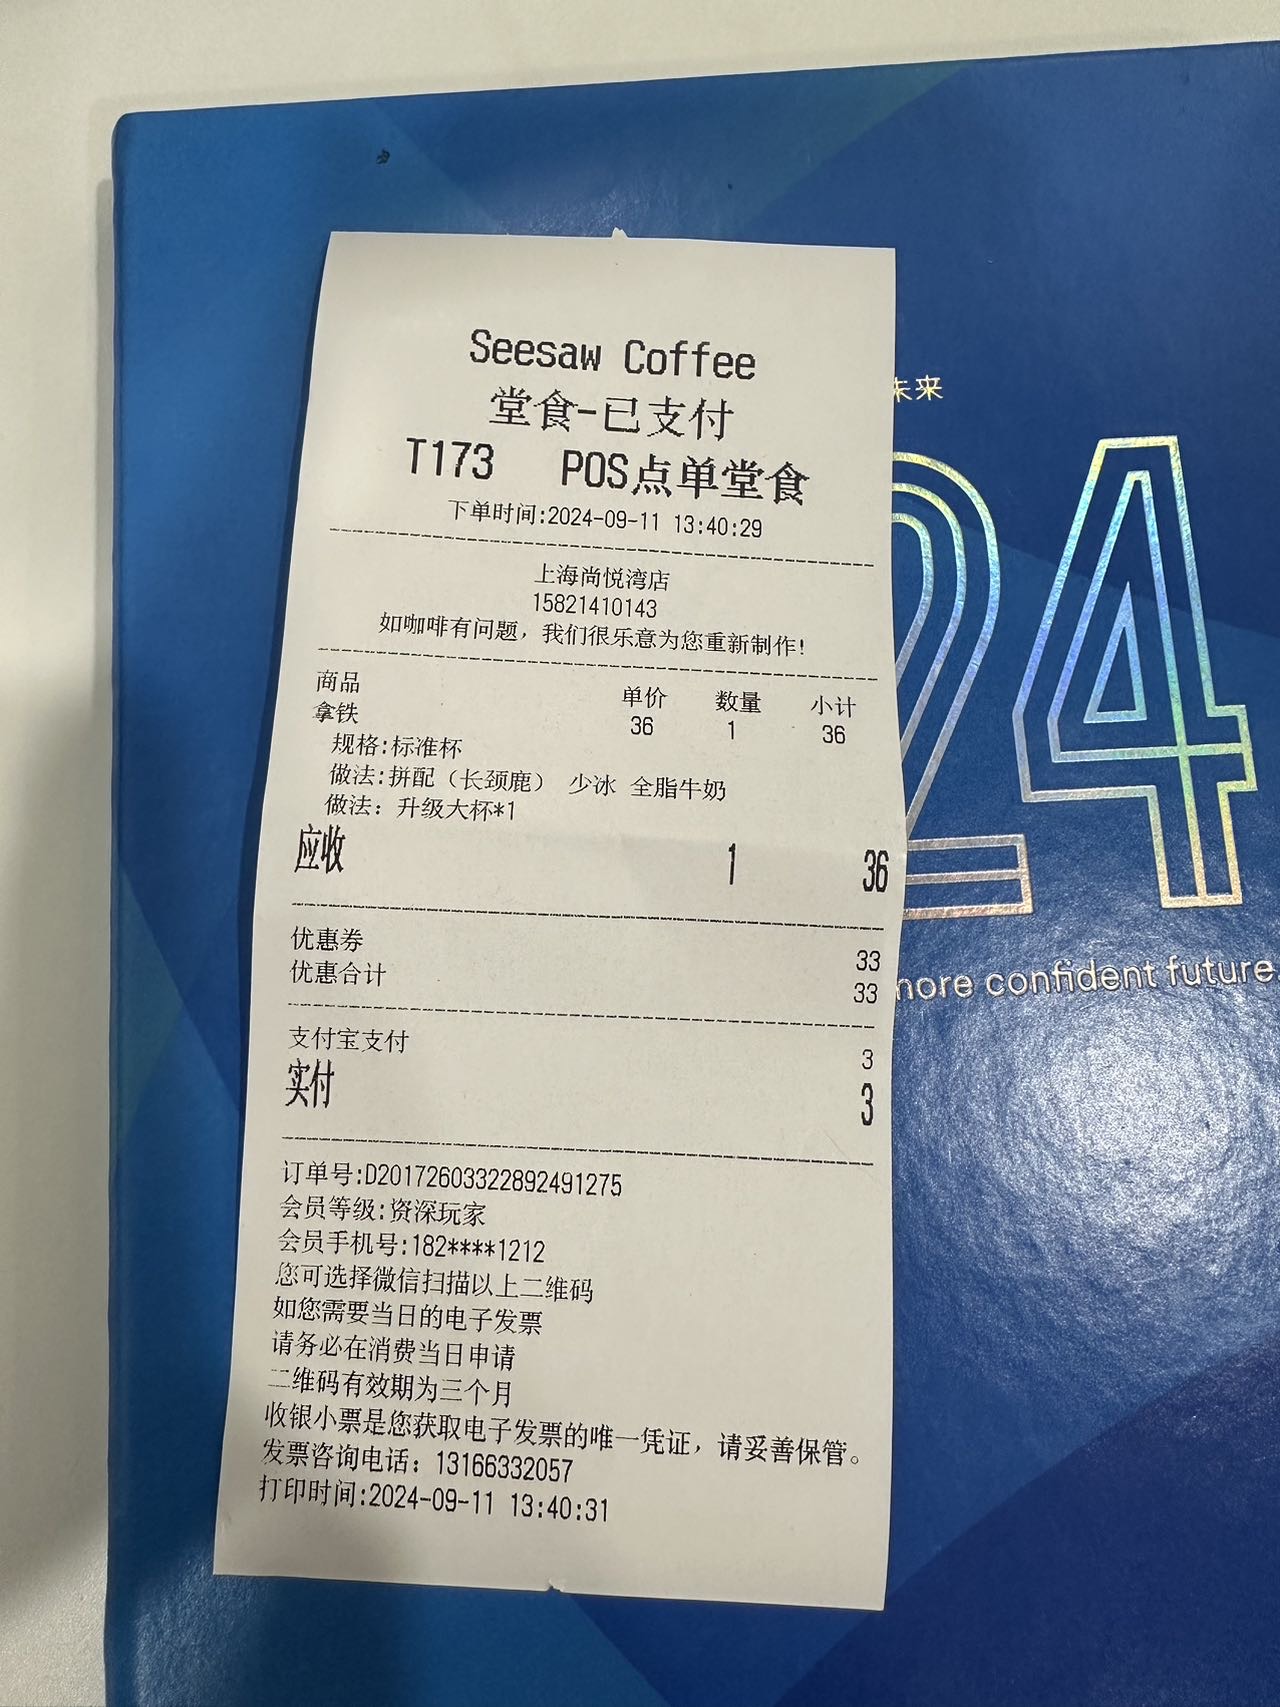 Seesaw Coffee
堂食-已支付
T173 POS点单堂食
下单时间:2024-09-11 13:40:29
上海尚悦湾店
15821410143
如咖啡有问题，我们很乐意为您重新制作!
商品 单价 数量 小计
拿铁 36 1 36
规格:标准杯
做法:拼配（长颈鹿） 少冰 全脂牛奶
做法：升级大杯*1
应收 1 36
优惠券 33
优惠合计 33
支付宝支付 3
实付 3
订单号:D20172603322892491275
会员等级:资深玩家
会员手机号:182****1212
您可选择微信扫描以上二维码
如您需要当日的电子发票
请务必在消费当日申请
二维码有效期为三个月
收银小票是您获取电子发票的唯一凭证，请妥善保管。
发票咨询电话：13166332057
打印时间:2024-09-11 13:40:31
未来
24
more confident future.